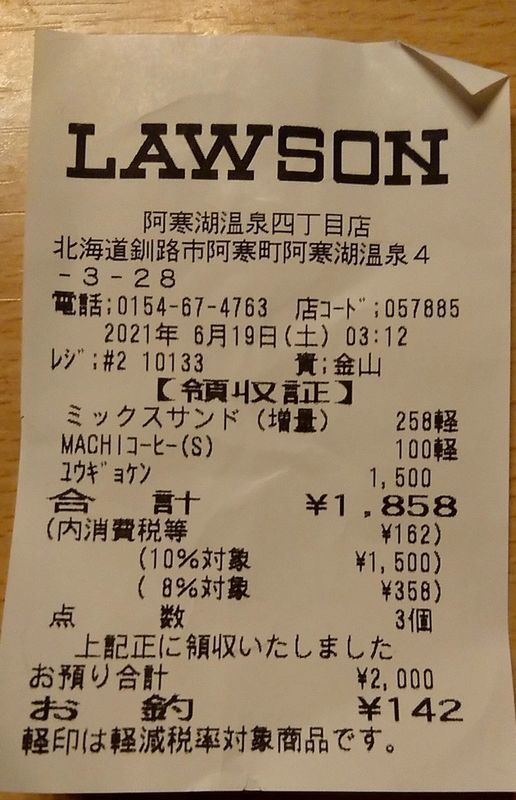 LAWSON
阿寒湖温泉四丁目店
北海道釧路市阿寒町阿寒湖温泉4
-3-28
電話;0154-67-4763 店コード;057885
2021年 6月19日(土) 03:12
レジ;#2 10133 責;金山
【領収証】
ミックスサンド(増量) 258軽
MACHIコーヒー(S) 100軽
ユウギョケン 1,500
合 計 ¥1,858
(内消費税等 ¥162)
(10%対象 ¥1,500)
( 8%対象 ¥358)
点 数 3個
上記正に領収いたしました
お預り合計 ¥2,000
お 釣 ¥142
軽印は軽減税率対象商品です。